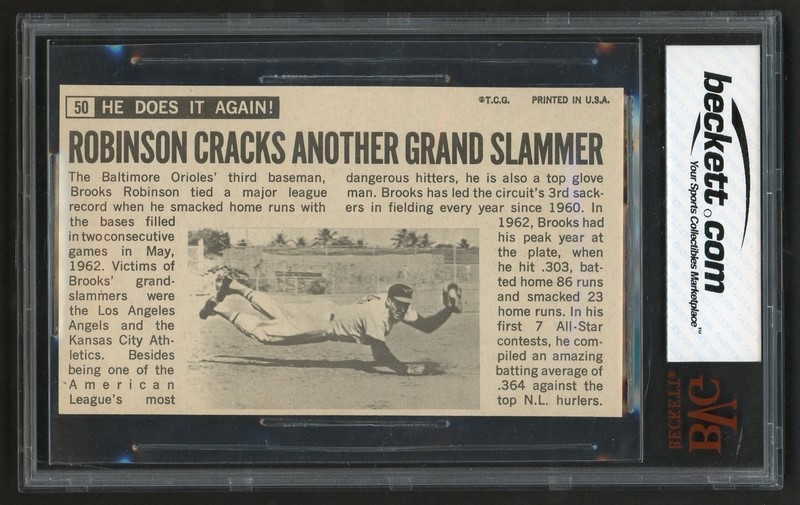 50 HE DOES IT AGAIN!
©T.C.G. PRINTED IN U.S.A.
ROBINSON CRACKS ANOTHER GRAND SLAMMER
The Baltimore Orioles' third baseman,
Brooks Robinson tied a major league
record when he smacked home runs with
the bases filled
in two consecutive
games in May,
1962. Victims of
Brooks' grand-
slammers were
the Los Angeles
Angels and the
Kansas City Ath-
letics. Besides
being one of the
American
League's most
dangerous hitters, he is also a top glove
man. Brooks has led the circuit's 3rd sack-
ers in fielding every year since 1960. In
1962, Brooks had
his peak year at
the plate, when
he hit .303, bat-
ted home 86 runs
and smacked 23
home runs. In his
first 7 All-Star
contests, he com-
piled an amazing
batting average of
.364 against the
top N.L. hurlers.
beckett.com
Your Sports Collectibles Marketplace™
BECKETT®
BVG